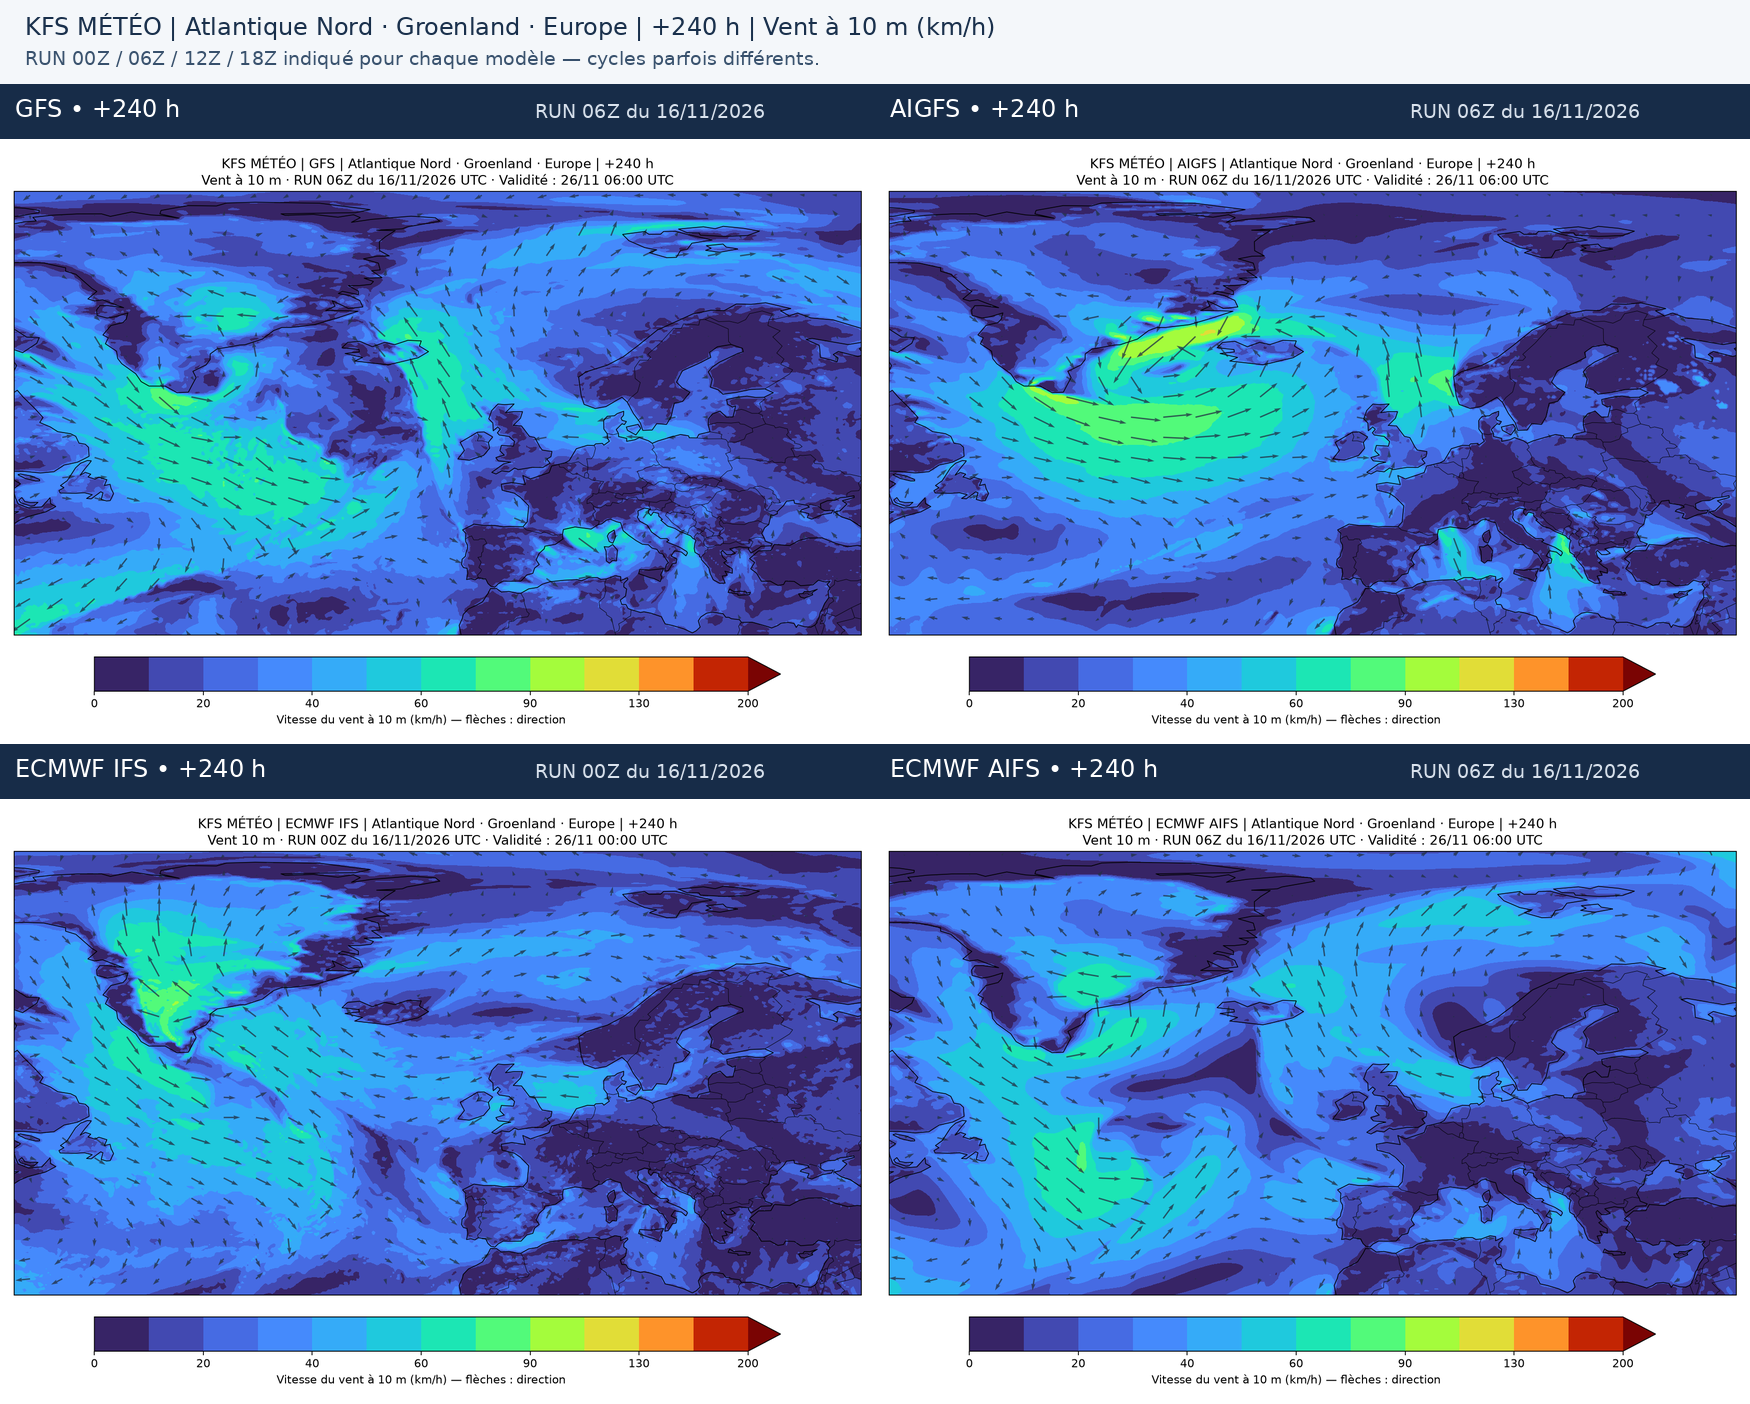 KFS MÉTÉO | Atlantique Nord · Groenland · Europe | +240 h | Vent à 10 m (km/h)
RUN 00Z / 06Z / 12Z / 18Z indiqué pour chaque modèle — cycles parfois différents.
GFS • +240 h
RUN 06Z du 16/11/2026
KFS MÉTÉO | GFS | Atlantique Nord · Groenland · Europe | +240 h
Vent à 10 m · RUN 06Z du 16/11/2026 UTC · Validité : 26/11 06:00 UTC
0 20 40 60 90 130 200
Vitesse du vent à 10 m (km/h) — flèches : direction
AIGFS • +240 h
RUN 06Z du 16/11/2026
KFS MÉTÉO | AIGFS | Atlantique Nord · Groenland · Europe | +240 h
Vent à 10 m · RUN 06Z du 16/11/2026 UTC · Validité : 26/11 06:00 UTC
0 20 40 60 90 130 200
Vitesse du vent à 10 m (km/h) — flèches : direction
ECMWF IFS • +240 h
RUN 00Z du 16/11/2026
KFS MÉTÉO | ECMWF IFS | Atlantique Nord · Groenland · Europe | +240 h
Vent 10 m · RUN 00Z du 16/11/2026 UTC · Validité : 26/11 00:00 UTC
0 20 40 60 90 130 200
Vitesse du vent à 10 m (km/h) — flèches : direction
ECMWF AIFS • +240 h
RUN 06Z du 16/11/2026
KFS MÉTÉO | ECMWF AIFS | Atlantique Nord · Groenland · Europe | +240 h
Vent 10 m · RUN 06Z du 16/11/2026 UTC · Validité : 26/11 06:00 UTC
0 20 40 60 90 130 200
Vitesse du vent à 10 m (km/h) — flèches : direction